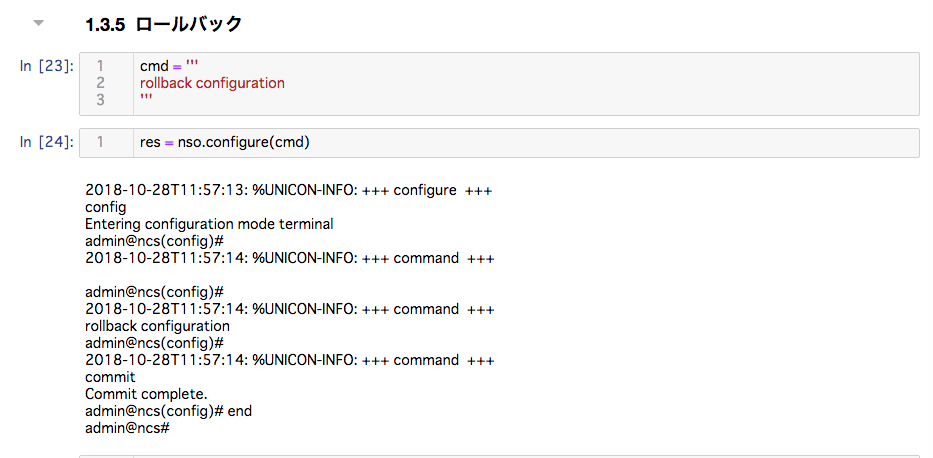 1.3.5 ロールバック
In [23]:
1 cmd = '''
2 rollback configuration
3 '''
In [24]:
1 res = nso.configure(cmd)
2018-10-28T11:57:13: %UNICON-INFO: +++ configure +++
config
Entering configuration mode terminal
admin@ncs(config)#
2018-10-28T11:57:14: %UNICON-INFO: +++ command +++
admin@ncs(config)#
2018-10-28T11:57:14: %UNICON-INFO: +++ command +++
rollback configuration
admin@ncs(config)#
2018-10-28T11:57:14: %UNICON-INFO: +++ command +++
commit
Commit complete.
admin@ncs(config)# end
admin@ncs#